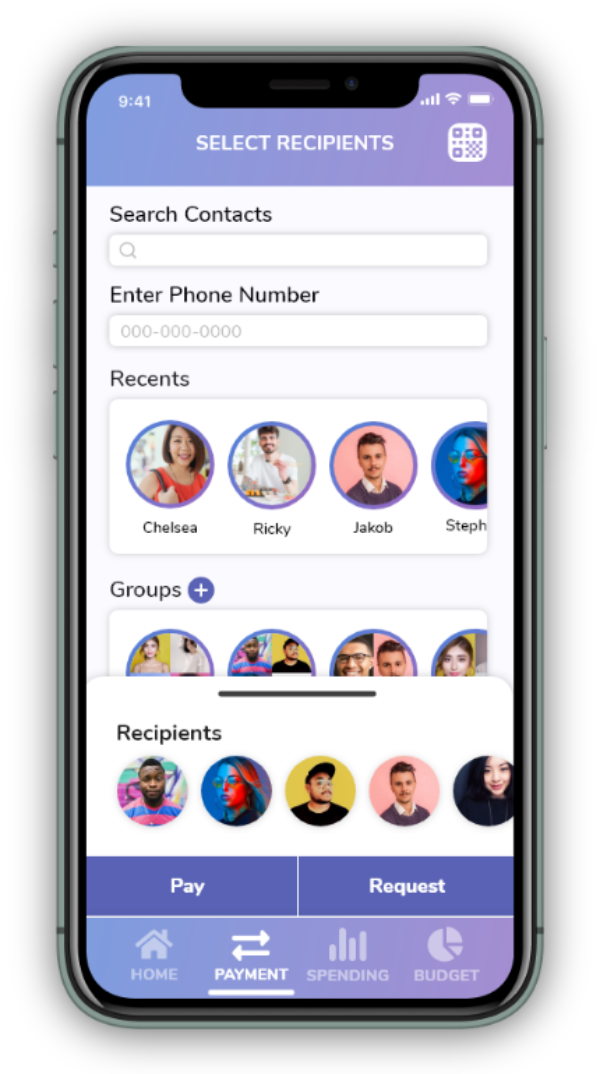 9:41
SELECT RECIPIENTS
Search Contacts
Enter Phone Number
000-000-0000
Recents
Chelsea Ricky Jakob Steph
Groups +
Recipients
Pay Request
HOME PAYMENT SPENDING BUDGET